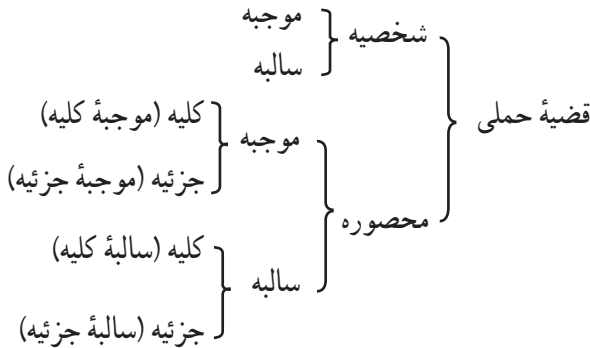 قضیهٔ حملی
شخصیه
موجبه
سالبه
محصوره
موجبه
کلیه (موجبهٔ کلیه)
جزئیه (موجبهٔ جزئیه)
سالبه
کلیه (سالبهٔ کلیه)
جزئیه (سالبهٔ جزئیه)